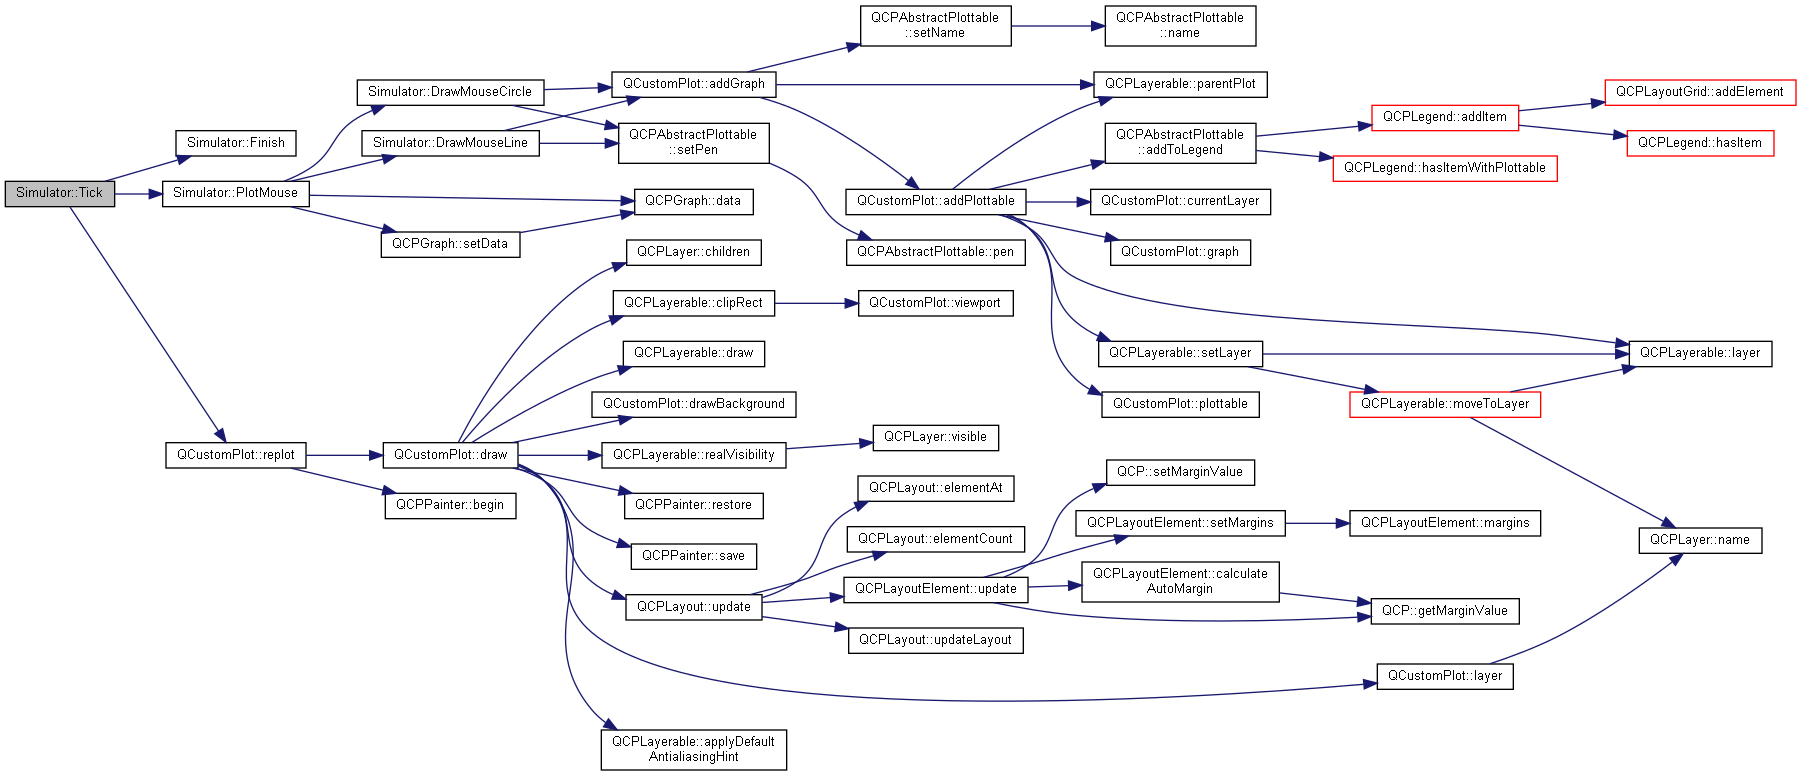 Simulator::Tick
Simulator::Finish
Simulator::PlotMouse
QCustomPlot::replot
Simulator::DrawMouseCircle
Simulator::DrawMouseLine
QCPGraph::setData
QCustomPlot::draw
QCPPainter::begin
QCustomPlot::addGraph
QCPAbstractPlottable
::setPen
QCPGraph::data
QCPLayer::children
QCPLayerable::clipRect
QCPLayerable::draw
QCustomPlot::drawBackground
QCPLayerable::realVisibility
QCPPainter::restore
QCPPainter::save
QCPLayout::update
QCPLayerable::applyDefault
AntialiasingHint
QCPAbstractPlottable
::setName
QCustomPlot::addPlottable
QCPAbstractPlottable::pen
QCustomPlot::viewport
QCPLayer::visible
QCPLayout::elementAt
QCPLayout::elementCount
QCPLayoutElement::update
QCPLayout::updateLayout
QCPAbstractPlottable
::name
QCPLayerable::parentPlot
QCPAbstractPlottable
::addToLegend
QCustomPlot::currentLayer
QCustomPlot::graph
QCPLayerable::setLayer
QCustomPlot::plottable
QCP::setMarginValue
QCPLayoutElement::setMargins
QCPLayoutElement::calculate
AutoMargin
QCPLegend::addItem
QCPLegend::hasItemWithPlottable
QCPLayerable::moveToLayer
QCPLayoutElement::margins
QCP::getMarginValue
QCustomPlot::layer
QCPLayoutGrid::addElement
QCPLegend::hasItem
QCPLayerable::layer
QCPLayer::name